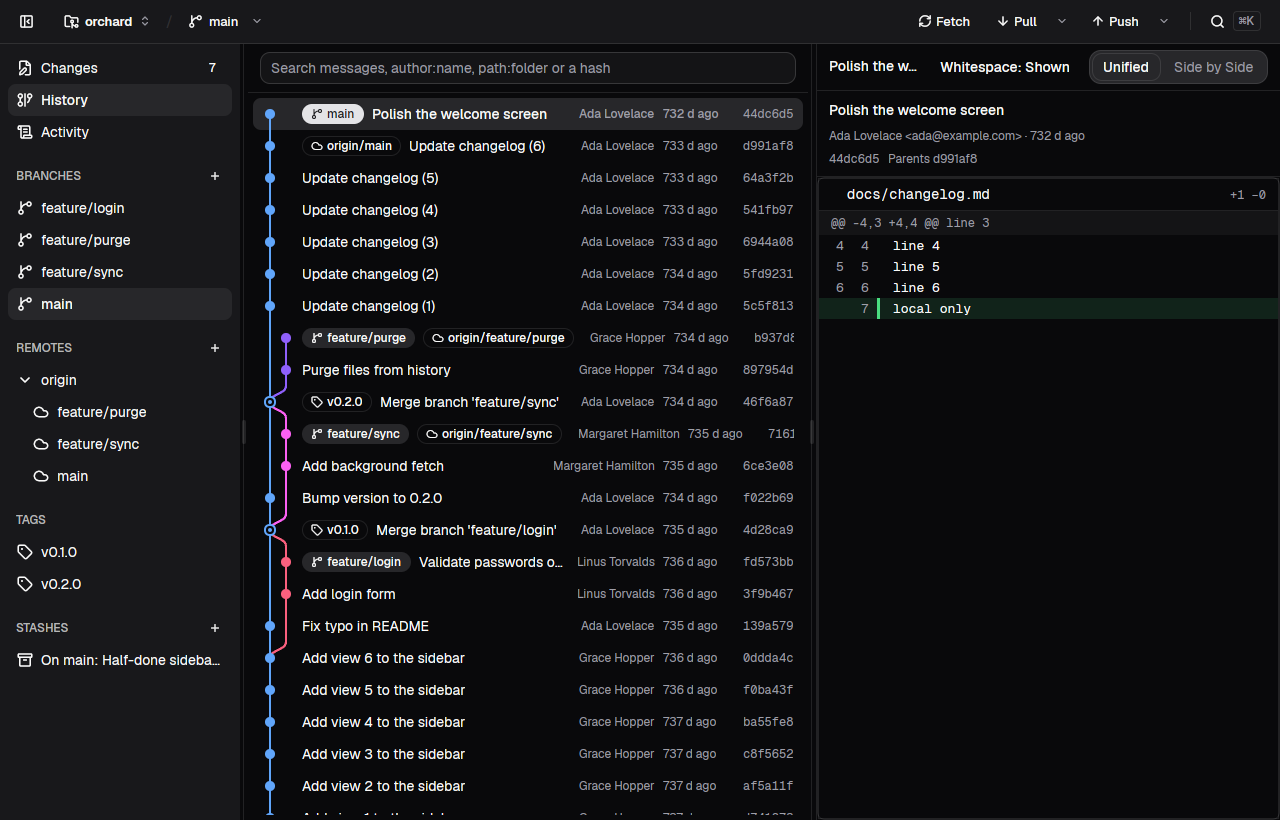 orchard / main Fetch Pull Push ⌘K
Changes 7
History
Activity
BRANCHES +
feature/login
feature/purge
feature/sync
main
REMOTES +
origin
feature/purge
feature/sync
main
TAGS
v0.1.0
v0.2.0
STASHES +
On main: Half-done sideba...
Search messages, author:name, path:folder or a hash
main Polish the welcome screen Ada Lovelace 732 d ago 44dc6d5
origin/main Update changelog (6) Ada Lovelace 733 d ago d991af8
Update changelog (5) Ada Lovelace 733 d ago 64a3f2b
Update changelog (4) Ada Lovelace 733 d ago 541fb97
Update changelog (3) Ada Lovelace 733 d ago 6944a08
Update changelog (2) Ada Lovelace 734 d ago 5fd9231
Update changelog (1) Ada Lovelace 734 d ago 5c5f813
feature/purge origin/feature/purge Grace Hopper 734 d ago b937d8
Purge files from history Grace Hopper 734 d ago 897954d
v0.2.0 Merge branch 'feature/sync' Ada Lovelace 734 d ago 46f6a87
feature/sync origin/feature/sync Margaret Hamilton 735 d ago 7161
Add background fetch Margaret Hamilton 735 d ago 6ce3e08
Bump version to 0.2.0 Ada Lovelace 734 d ago f022b69
v0.1.0 Merge branch 'feature/login' Ada Lovelace 735 d ago 4d28ca9
feature/login Validate passwords o... Linus Torvalds 736 d ago fd573bb
Add login form Linus Torvalds 736 d ago 3f9b467
Fix typo in README Ada Lovelace 735 d ago 139a579
Add view 6 to the sidebar Grace Hopper 736 d ago 0ddda4c
Add view 5 to the sidebar Grace Hopper 736 d ago f0ba43f
Add view 4 to the sidebar Grace Hopper 737 d ago ba55fe8
Add view 3 to the sidebar Grace Hopper 737 d ago c8f5652
Add view 2 to the sidebar Grace Hopper 737 d ago af5a11f
Polish the w... Whitespace: Shown Unified Side by Side
Polish the welcome screen
Ada Lovelace <ada@example.com> · 732 d ago
44dc6d5 Parents d991af8
docs/changelog.md +1 −0
@@ -4,3 +4,4 @@ line 3
4 4 line 4
5 5 line 5
6 6 line 6
7 local only